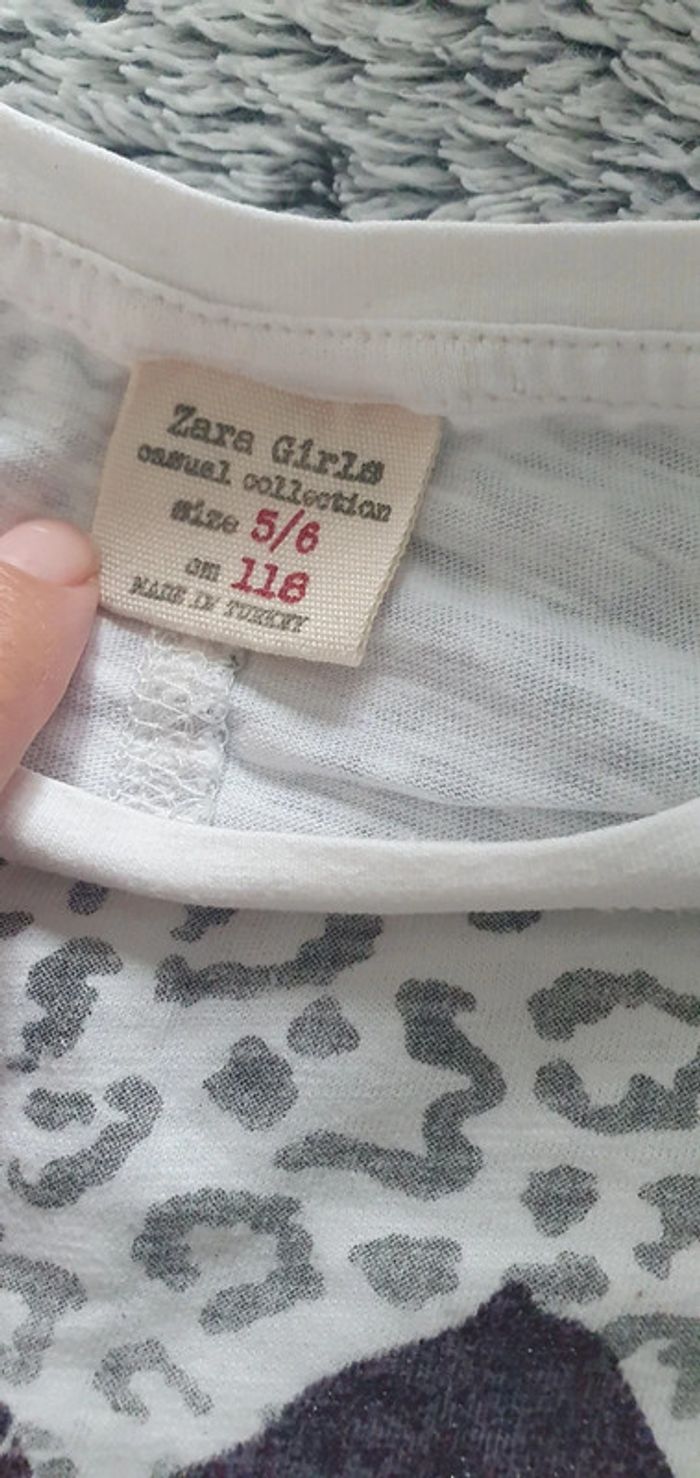 Zara Girls
casual collection
size 5/6
cm 118
MADE IN TURKEY